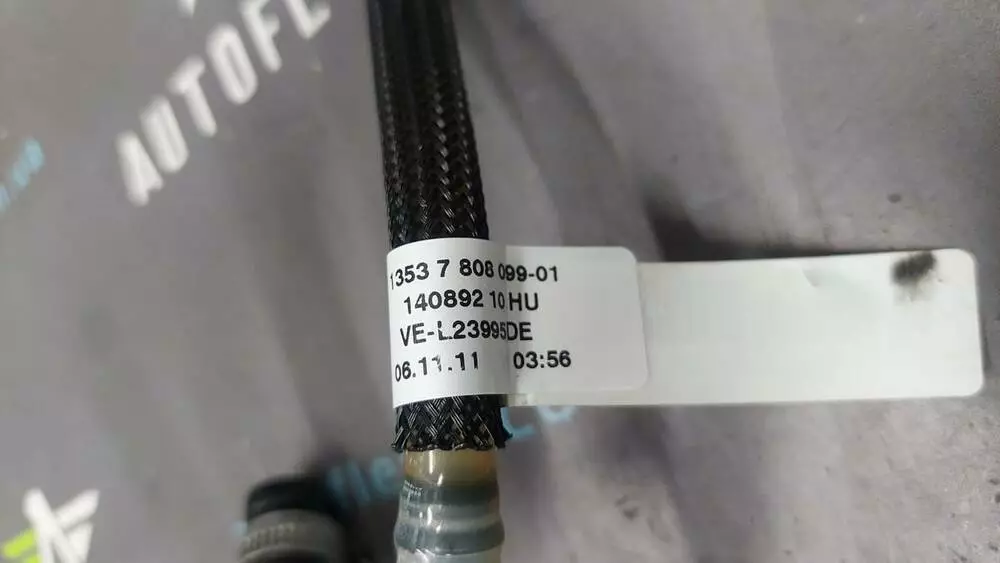 AUTOFL
1353 7 808 099-01
140892 10 HU
VE-L23995DE
06.11.11 03:56